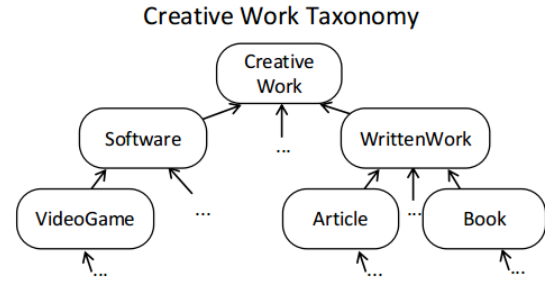 Creative Work Taxonomy
Creative
Work
Software
...
WrittenWork
VideoGame
...
Article
...
Book
...
...
...